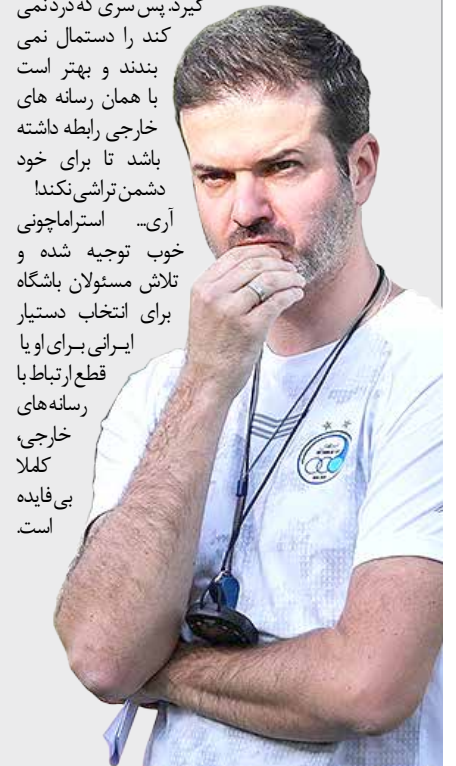 گیرد. پس سری که درد نمی
کند را دستمال نمی
بندند و بهتر است
با همان رسانه های
خارجی رابطه داشته
باشد تا برای خود
دشمن تراشی نکند!
آری... استراماچونی
خوب توجیه شده و
تلاش مسئولان باشگاه
برای انتخاب دستیار
ایرانی برای او یا
قطع ارتباط با
رسانه‌های
خارجی،
کاملا
بی فایده
است.